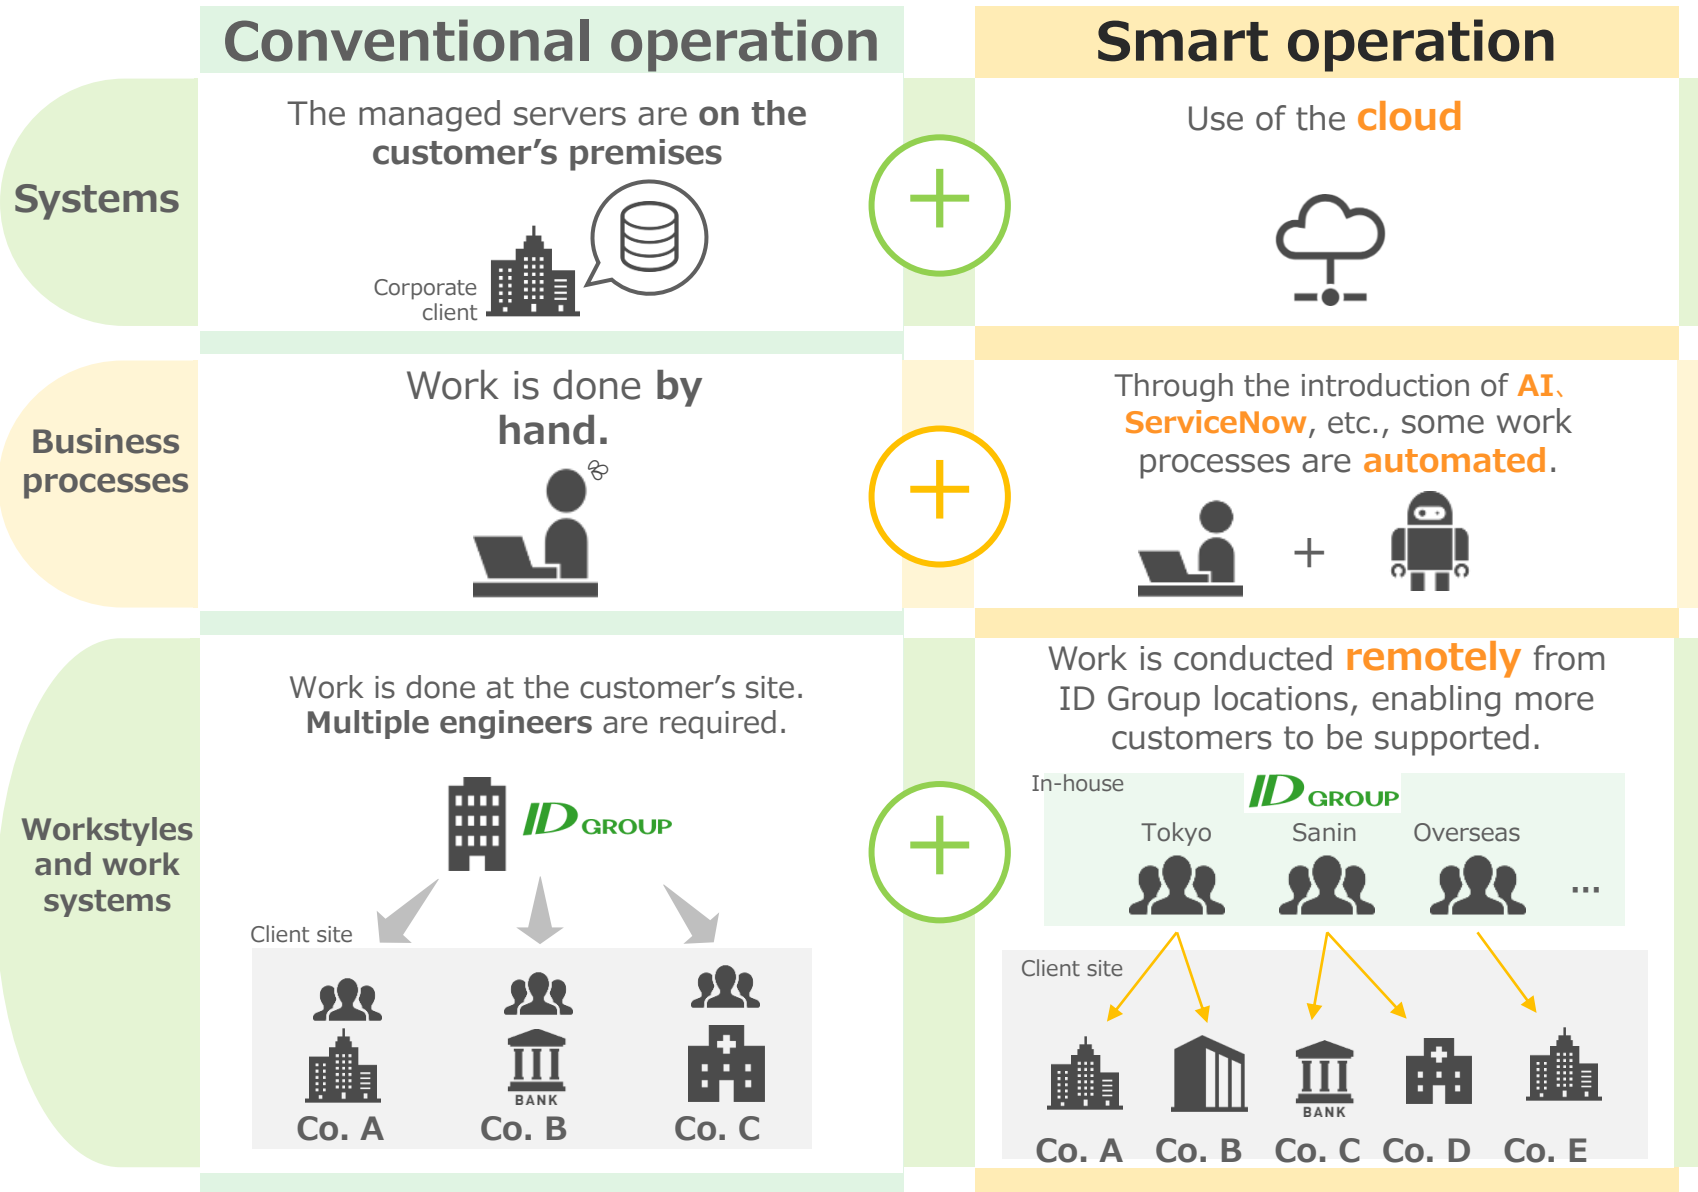 Conventional operation
Smart operation
Systems
The managed servers are on the
customer’s premises
Corporate
client
Use of the cloud
Business
processes
Work is done by
hand.
Through the introduction of AI、
ServiceNow, etc., some work
processes are automated.
+
Workstyles
and work
systems
Work is done at the customer’s site.
Multiple engineers are required.
ID GROUP
Client site
BANK
Co. A
Co. B
Co. C
Work is conducted remotely from
ID Group locations, enabling more
customers to be supported.
In-house
ID GROUP
Tokyo
Sanin
Overseas
...
Client site
BANK
Co. A
Co. B
Co. C
Co. D
Co. E